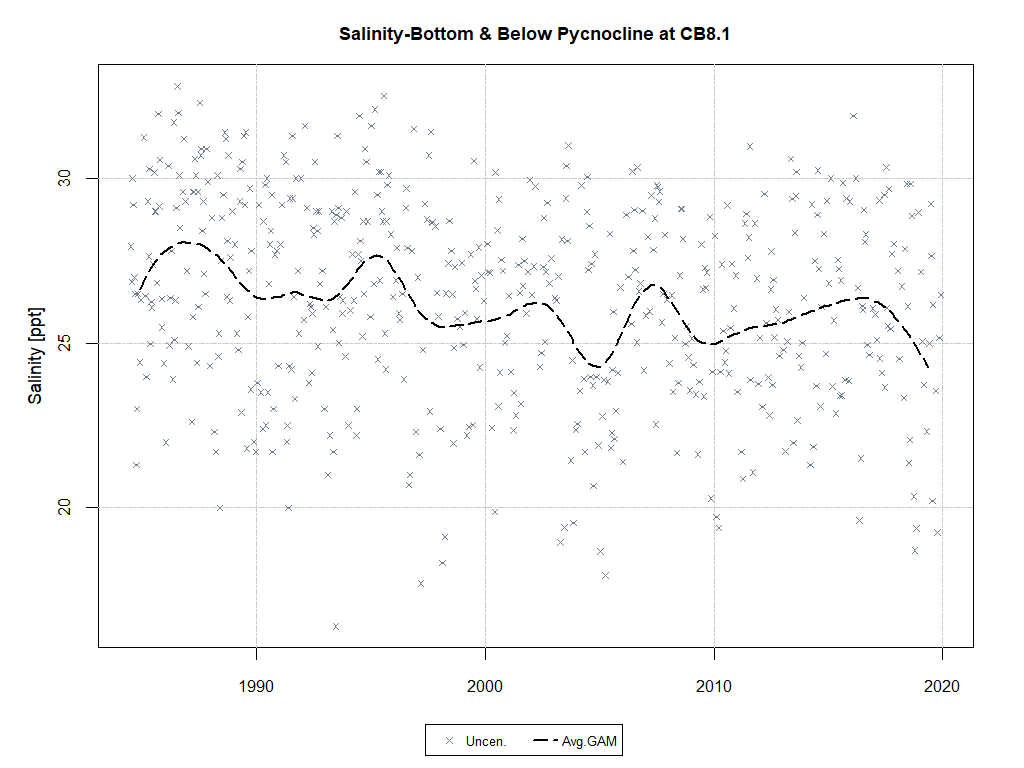 Salinity-Bottom & Below Pycnocline at CB8.1
Salinity [ppt]
30
25
20
1990
2000
2010
2020
Uncen.
Avg.GAM